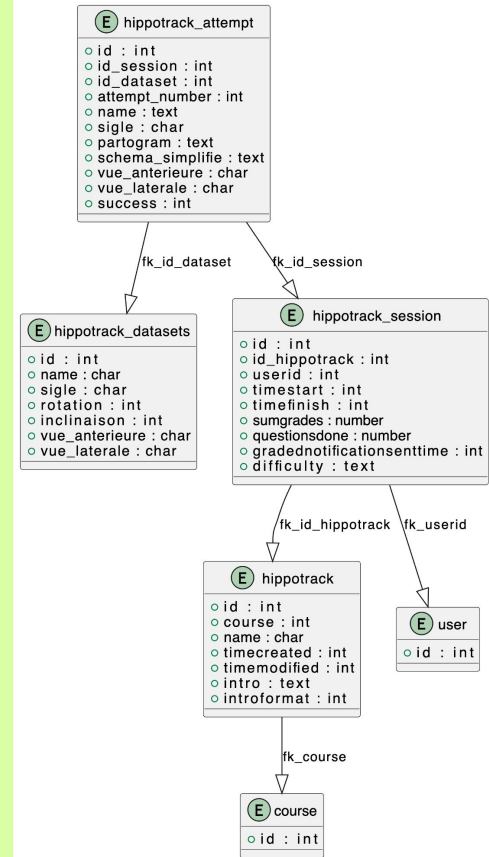 E hippotrack_attempt
id : int
id_session : int
id_dataset : int
attempt_number : int
name : text
sigle : char
partogram : text
schema_simplifie : text
vue_anterieure : char
vue_laterale : char
success : int
fk_id_dataset
fk_id_session
E hippotrack_datasets
id : int
name : char
sigle : char
rotation : int
inclinaison : int
vue_anterieure : char
vue_laterale : char
E hippotrack_session
id : int
id_hippotrack : int
userid : int
timestart : int
timefinish : int
sumgrades : number
questionsdone : number
gradednotificationsenttime : int
difficulty : text
fk_id_hippotrack
fk_userid
E hippotrack
id : int
course : int
name : char
timecreated : int
timemodified : int
intro : text
introformat : int
E user
id : int
fk_course
E course
id : int